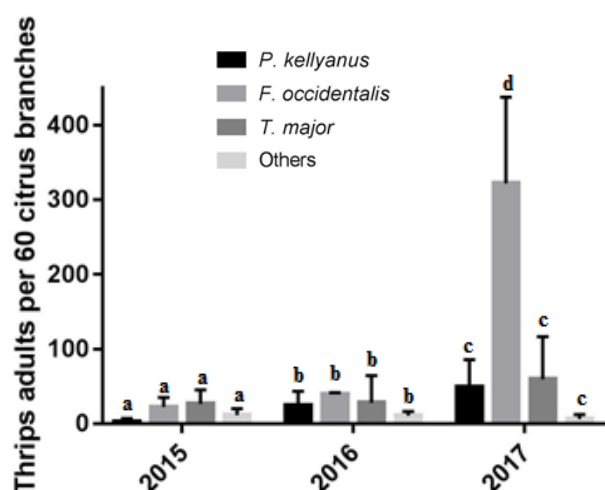 P. kellyanus
F. occidentalis
T. major
Others
Thrips adults per 60 citrus branches
400
300
200
100
0
a
a
a
a
b
b
b
b
c
d
c
c
2015
2016
2017